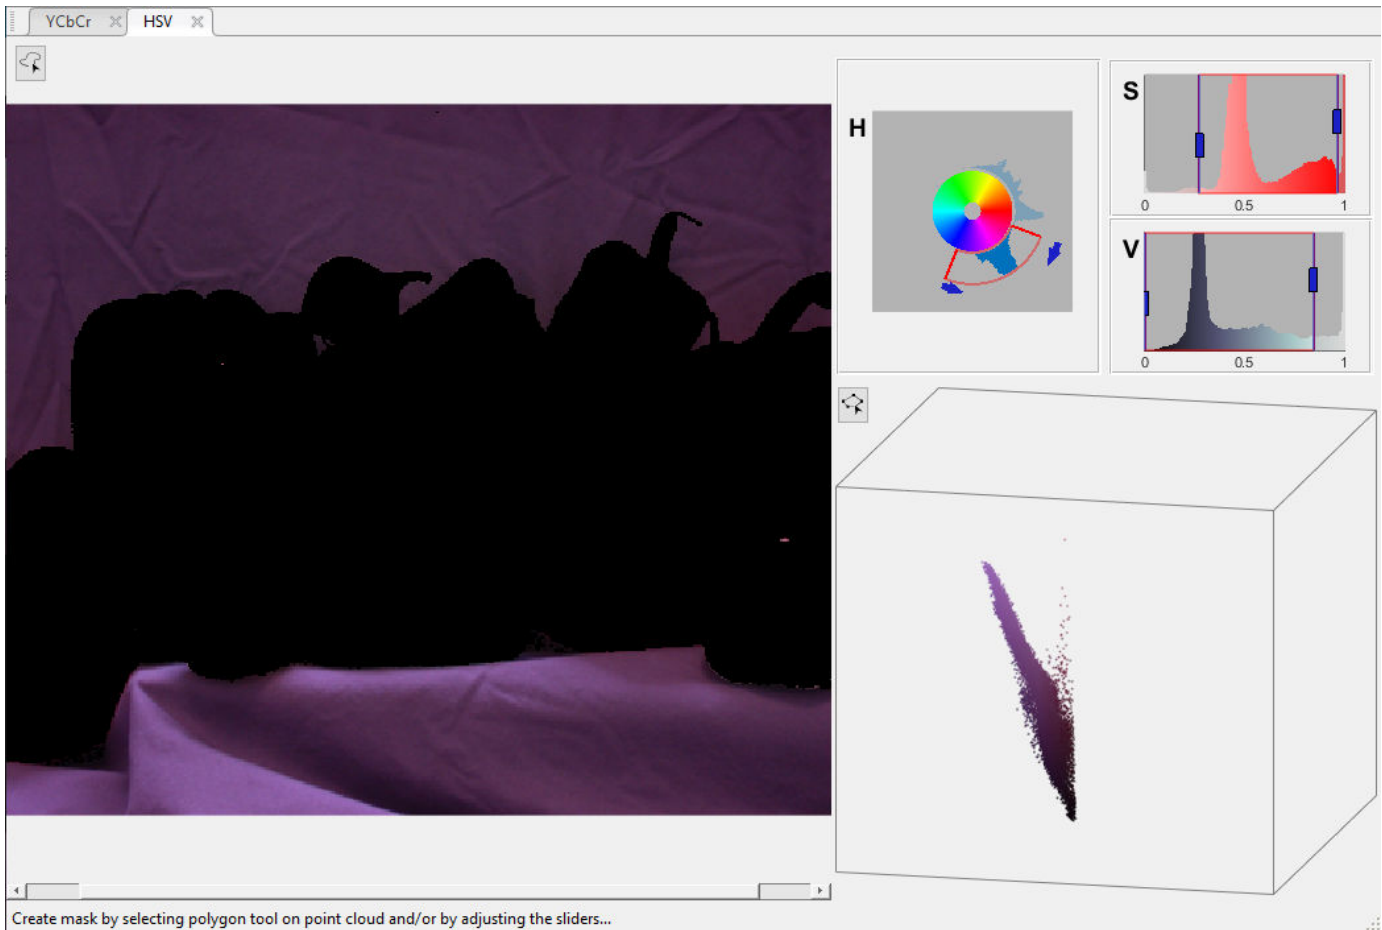 YCbCr
HSV
H
S
0 0.5 1
V
0 0.5 1
Create mask by selecting polygon tool on point cloud and/or by adjusting the sliders...